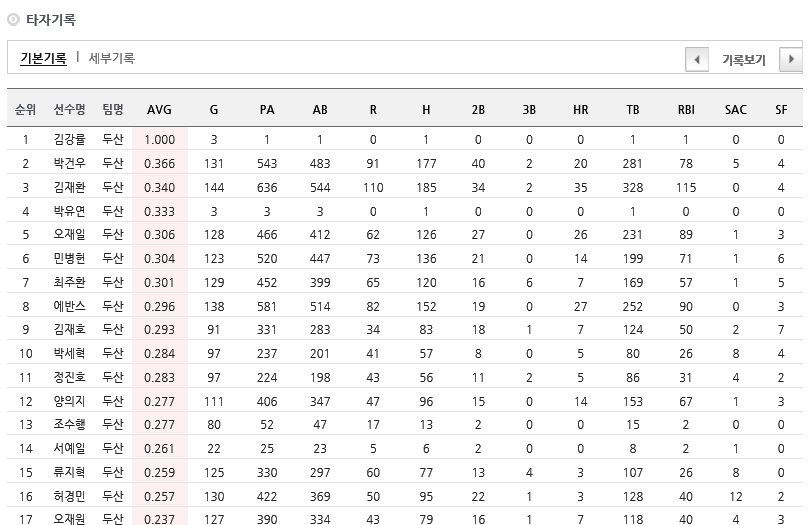 타자기록
기본기록 | 세부기록 기록보기
순위 선수명 팀명 AVG G PA AB R H 2B 3B HR TB RBI SAC SF
1 김강률 두산 1.000 3 1 1 0 1 0 0 0 1 1 0 0
2 박건우 두산 0.366 131 543 483 91 177 40 2 20 281 78 5 4
3 김재환 두산 0.340 144 636 544 110 185 34 2 35 328 115 0 4
4 박유연 두산 0.333 3 3 3 0 1 0 0 0 1 0 0 0
5 오재일 두산 0.306 128 466 412 62 126 27 0 26 231 89 1 3
6 민병헌 두산 0.304 123 520 447 73 136 21 0 14 199 71 1 6
7 최주환 두산 0.301 129 452 399 65 120 16 6 7 169 57 1 5
8 에반스 두산 0.296 138 581 514 82 152 19 0 27 252 90 0 3
9 김재호 두산 0.293 91 331 283 34 83 18 1 7 124 50 2 7
10 박세혁 두산 0.284 97 237 201 41 57 8 0 5 80 26 8 4
11 정진호 두산 0.283 97 224 198 43 56 11 2 5 86 31 4 2
12 양의지 두산 0.277 111 406 347 47 96 15 0 14 153 67 1 3
13 조수행 두산 0.277 80 52 47 17 13 2 0 0 15 2 0 0
14 서예일 두산 0.261 22 25 23 5 6 2 0 0 8 2 1 0
15 류지혁 두산 0.259 125 330 297 60 77 13 4 3 107 26 8 0
16 허경민 두산 0.257 130 422 369 50 95 22 1 3 128 40 12 2
17 오재원 두산 0.237 127 390 334 43 79 16 1 7 118 40 4 3